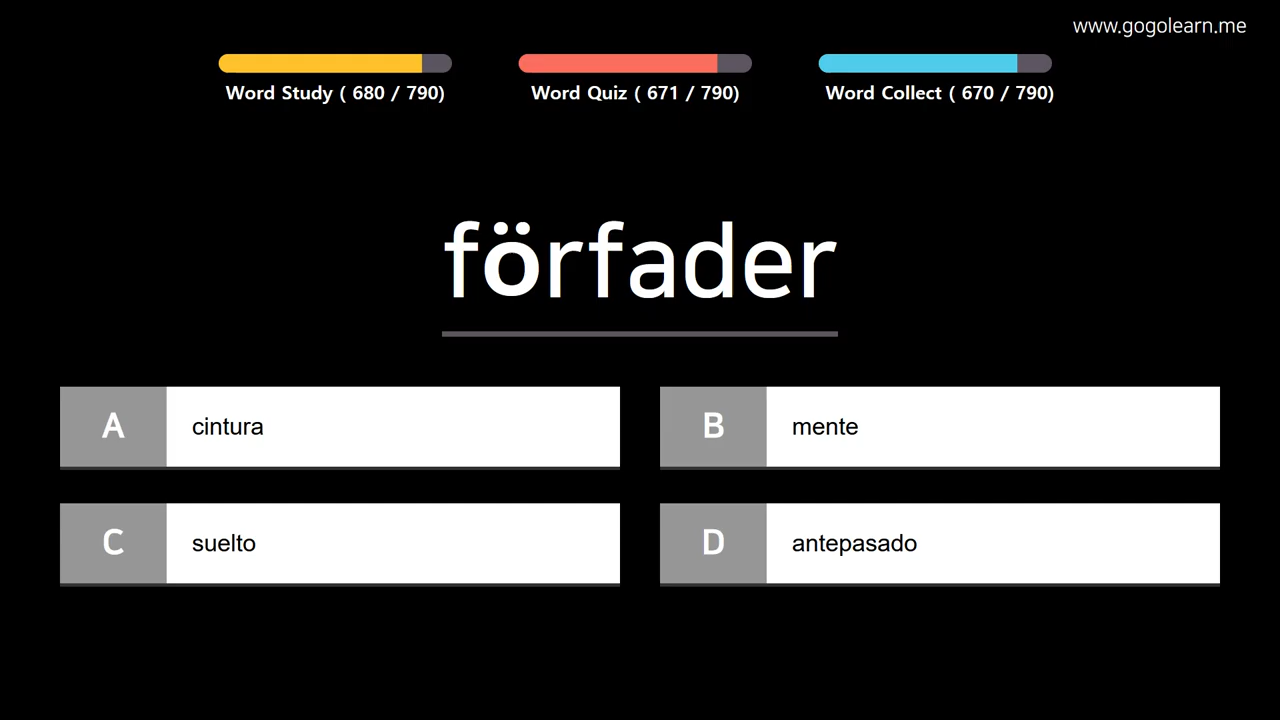 www.gogolearn.me
Word Study ( 680 / 790)
Word Quiz ( 671 / 790)
Word Collect ( 670 / 790)
förfader
A cintura
B mente
C suelto
D antepasado